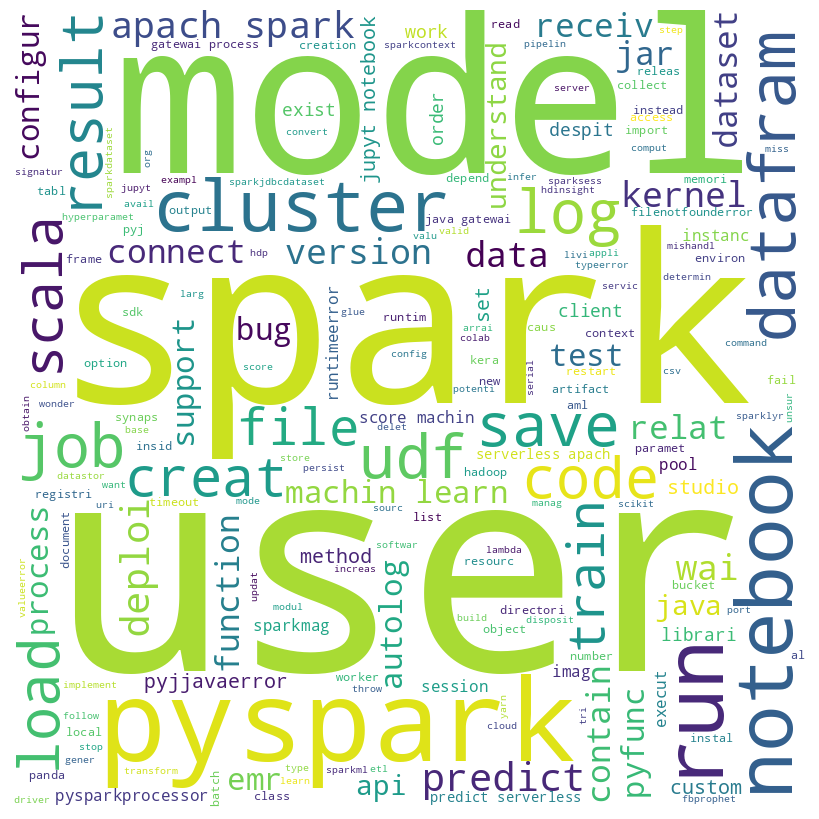 apach spark
gatewai process
creation
sparkcontext
work
read
pipelin
receiv
step
configur
result
model
jupyt notebook
exist
convert
order
understand
despit
server
jar
releas
collect
instead
access
import
comput
dataset
miss
datafram
signatur
org
sparkdataset
tabl
jupyt
exampl
sparkjdbcdataset
depend
infer
sparksess
hdinsight
kernel
memori
hyperparamet
avail
output
cluster
java gatewai
log
filenotfounderror
pyj
valu
valid
instanc
scala
frame
connect
hdp
version
data
livi
appli
typeerror
mishandl
environ
determin
spark
sdk
larg
bug
runtimeerror
glue
runtim
set
servic
client
arrai
colab
caus
context
command
option
support
score
config
kera
new
test
csv
column
wonder
potenti
serial
restart
artifact
fail
obtain
synaps
base
insid
file
score machin
delet
save
aml
relat
sparklyr
unsur
job
datastor
store
persist
udf
hadoop
serverless apach
paramet
pool
creat
want
machin learn
code
studio
registri
uri
timeout
mode
sourc
list
manag
scikit
notebook
process
document
deploi
function
method
increas
softwar
resourc
lambda
train
wai
bucket
user
valueerror
updat
sparkmag
modul
autolog
directori
build
object
disposit
java
port
librari
number
al
load
implement
pyjjavaerror
worker
throw
session
imag
contain
pyfunc
execut
run
instal
follow
local
stop
gener
pyspark
yarn
cloud
tri
panda
transform
emr
type
learn
sparkml
etl
predict
custom
fbprophet
driver
pysparkprocessor
batch
class
api
predict serverless